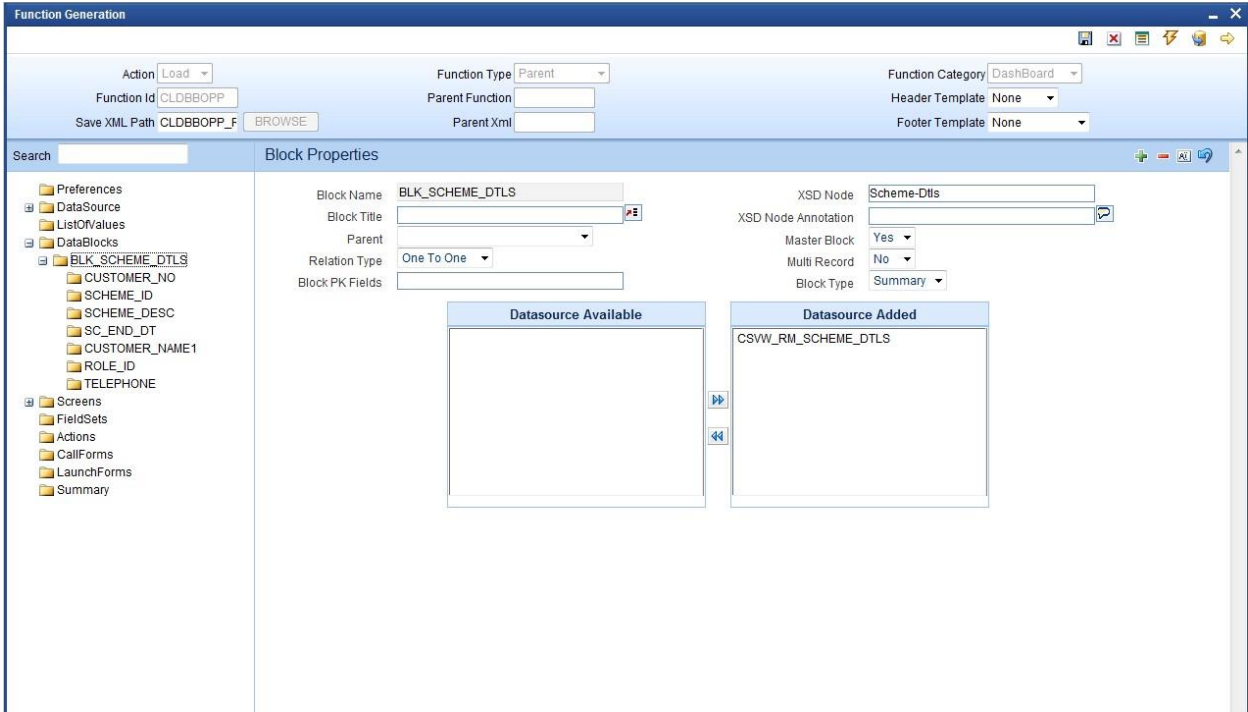 Function Generation
Action Load Function Type Parent Function Category DashBoard
Function Id CLDBBOPP Parent Function Header Template None
Save XML Path CLDBBOPP_F BROWSE Parent Xml Footer Template None
Search Block Properties
Preferences
DataSource
ListOfValues
DataBlocks
BLK_SCHEME_DTLS
CUSTOMER_NO
SCHEME_ID
SCHEME_DESC
SC_END_DT
CUSTOMER_NAME1
ROLE_ID
TELEPHONE
Screens
FieldSets
Actions
CallForms
LaunchForms
Summary
Block Name BLK_SCHEME_DTLS XSD Node Scheme-Dtls
Block Title XSD Node Annotation
Parent Master Block Yes
Relation Type One To One Multi Record No
Block PK Fields Block Type Summary
Datasource Available Datasource Added
CSVW_RM_SCHEME_DTLS